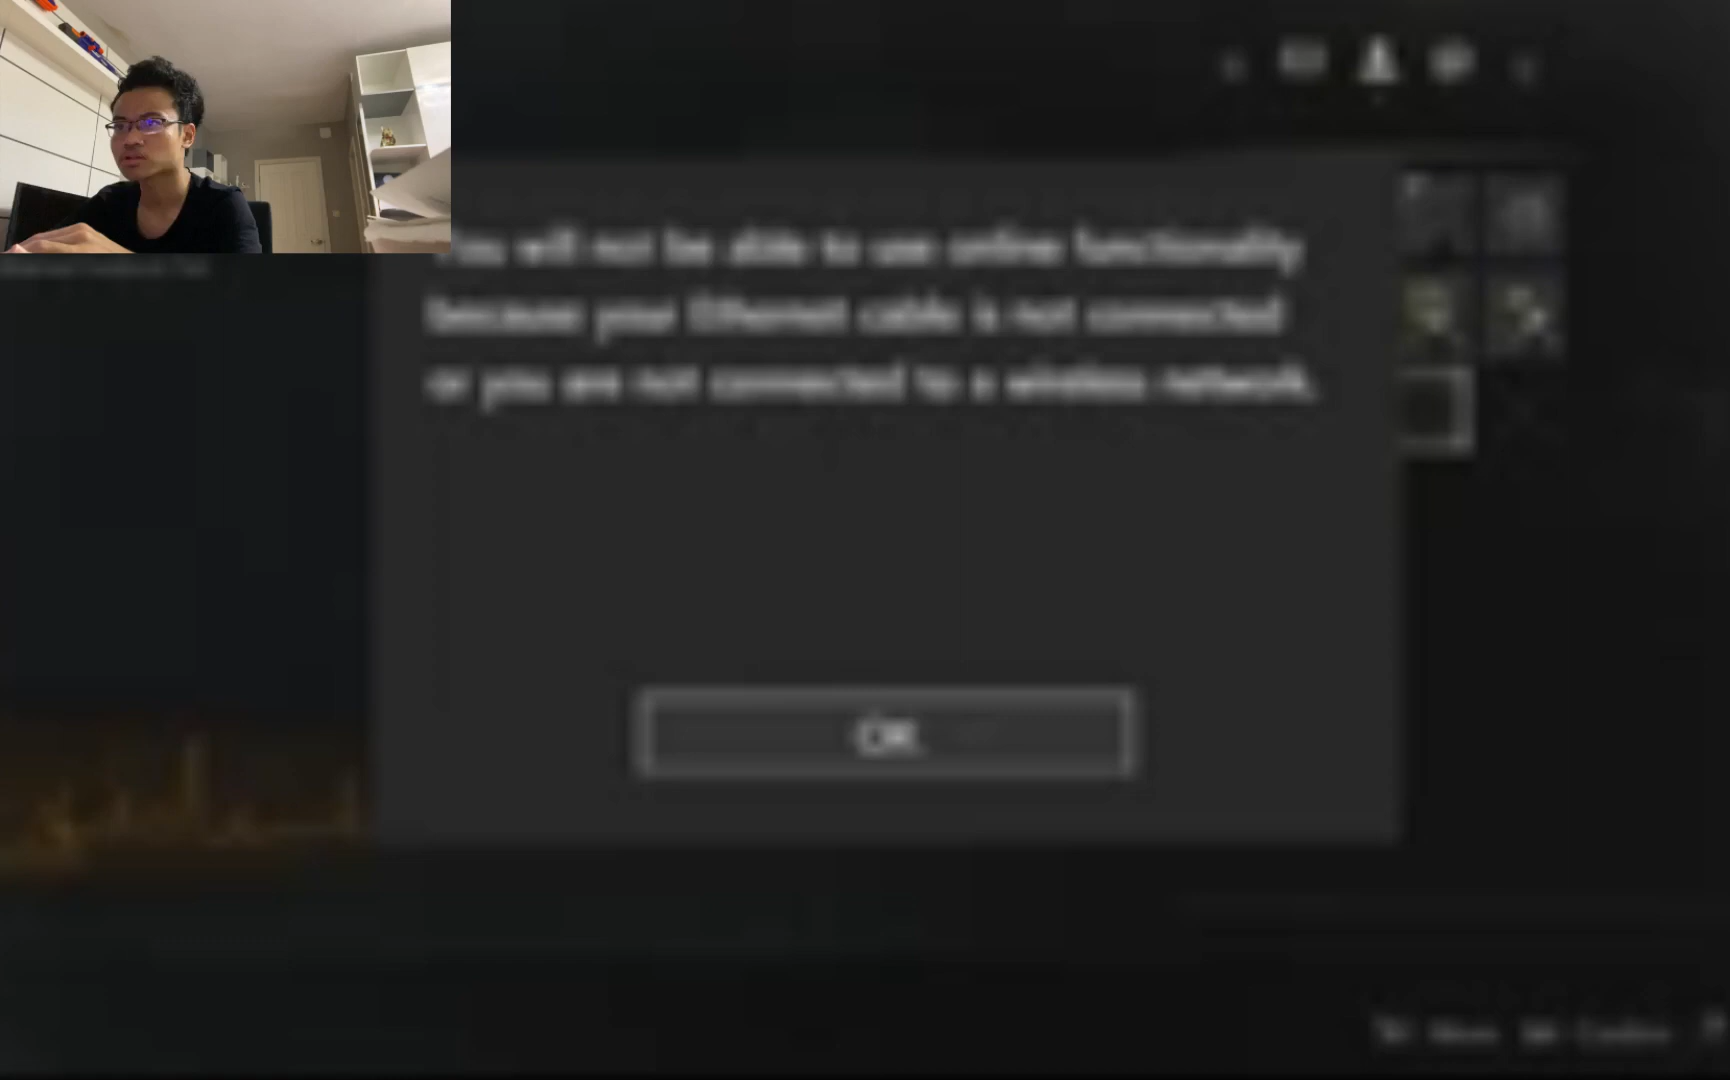 You will not be able to use online functionality
because your Ethernet cable is not connected
or you are not connected to a wireless network.
OK